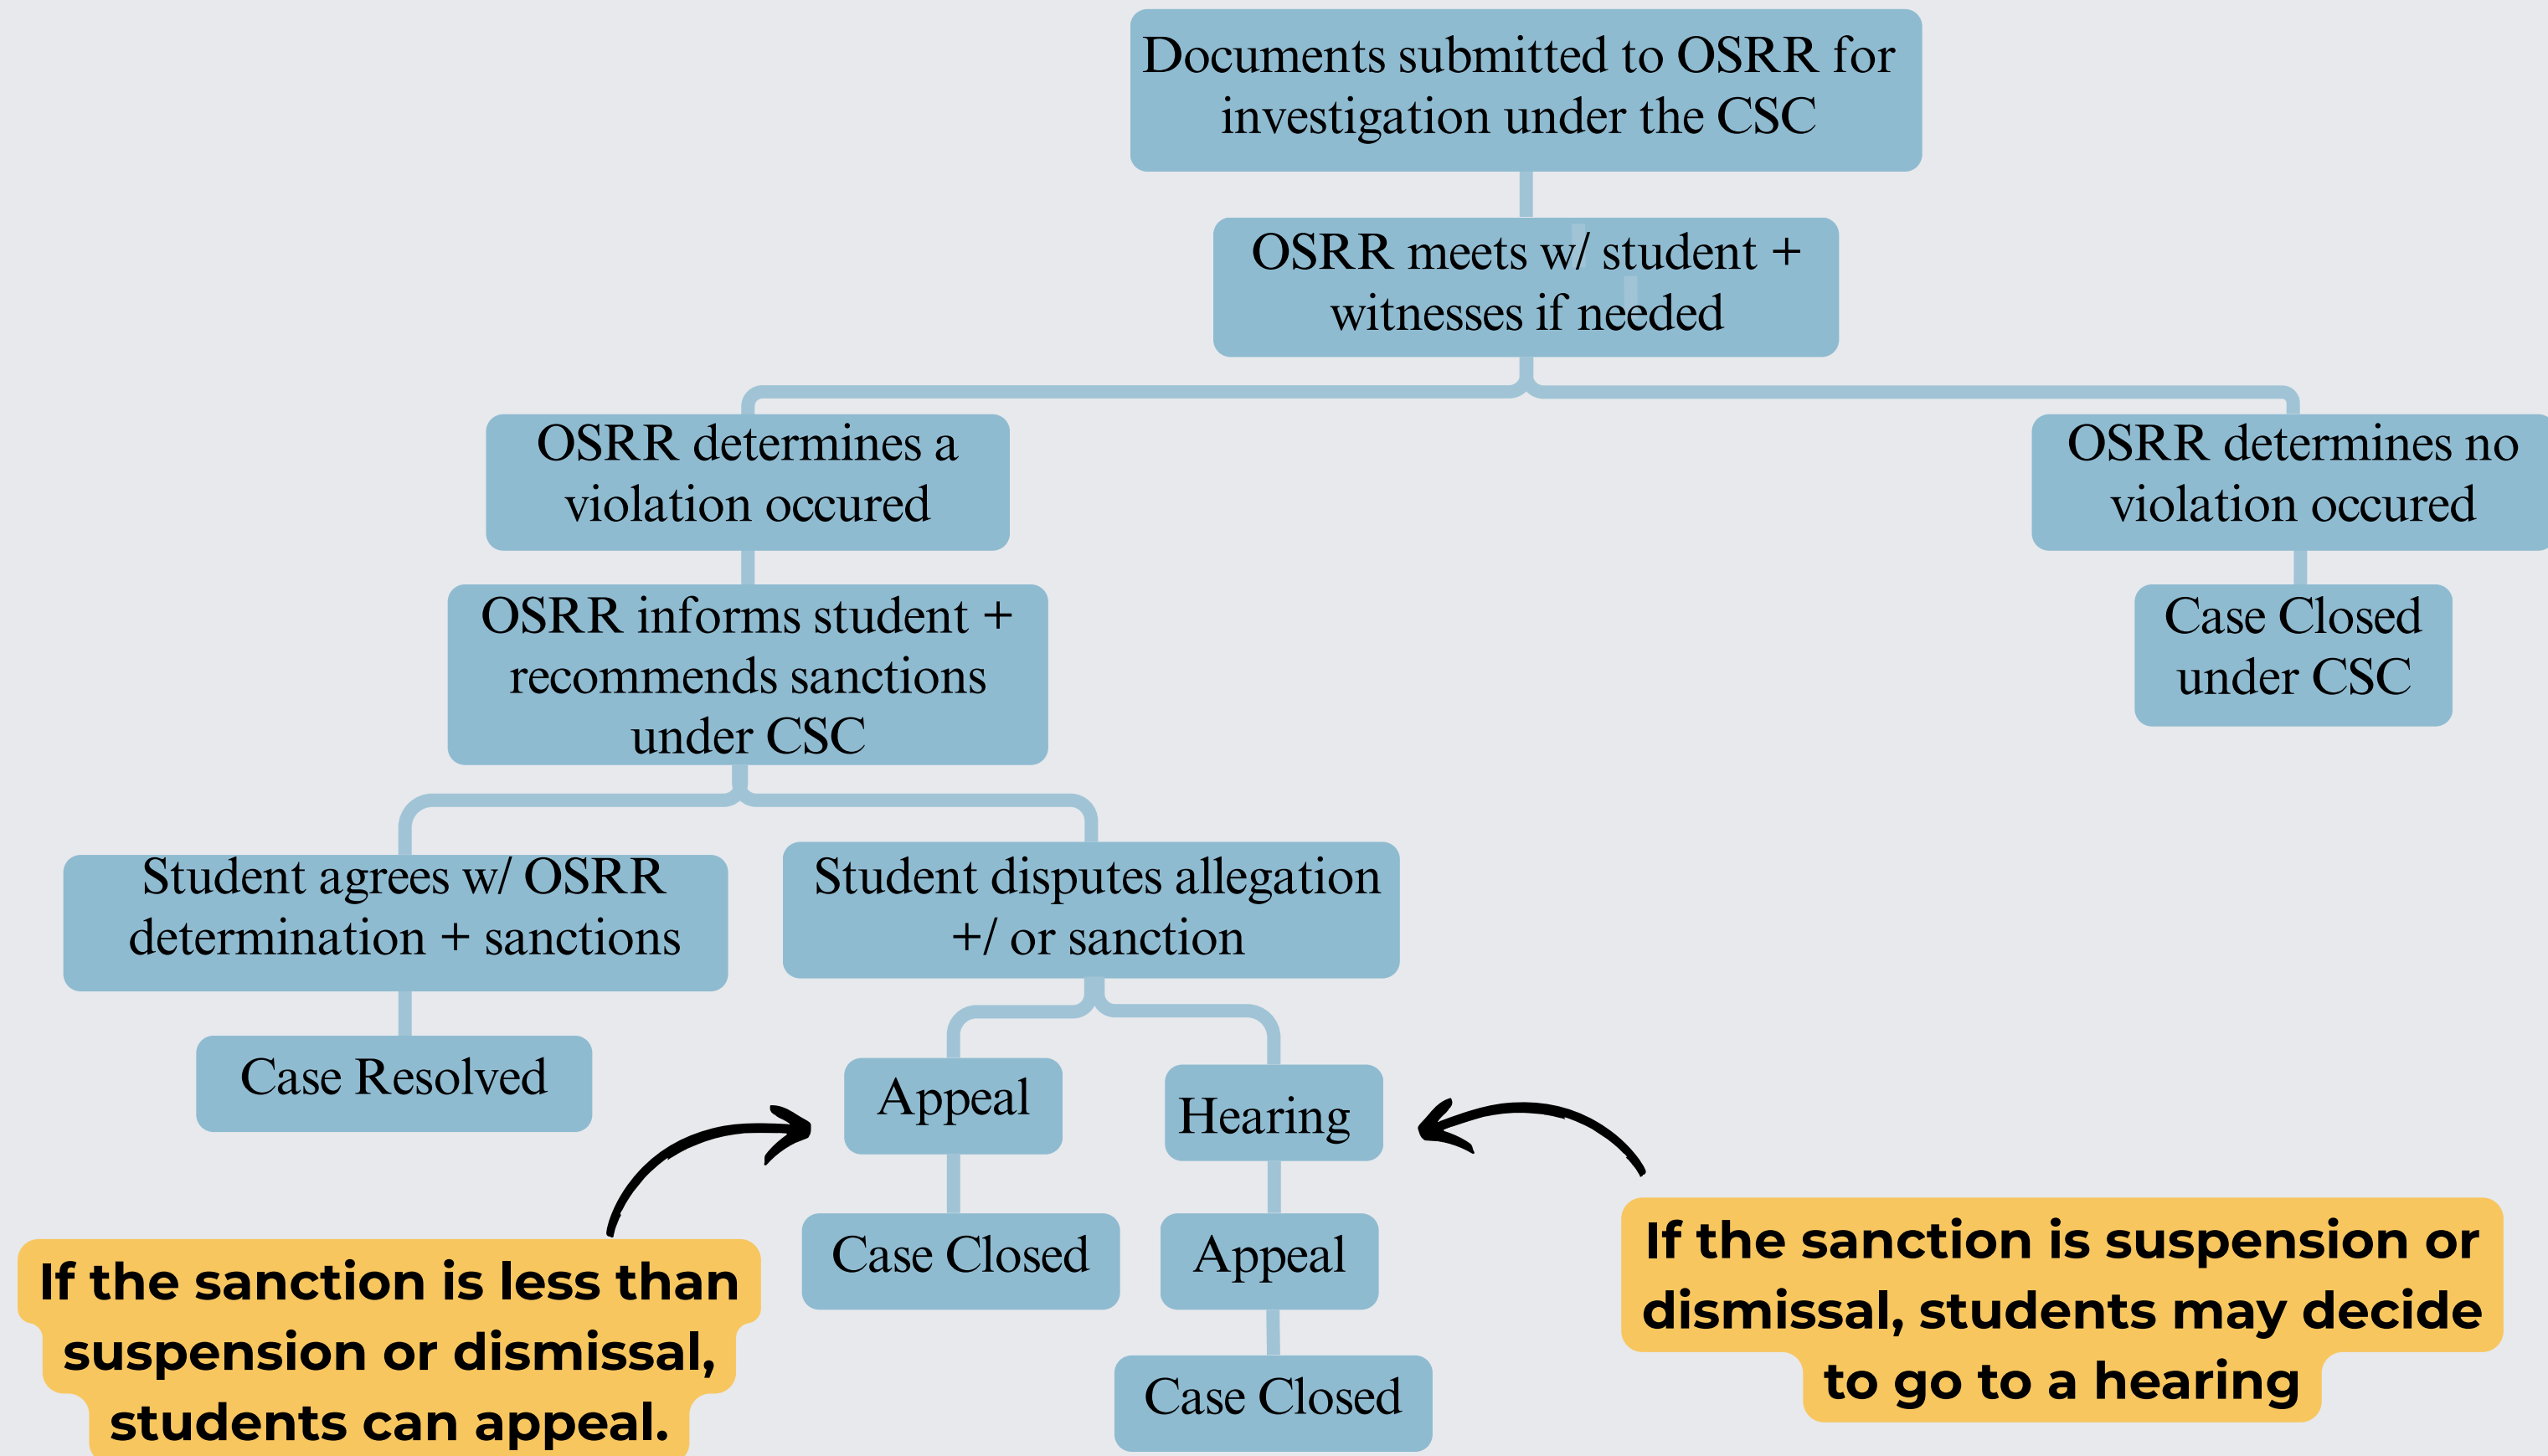 Documents submitted to OSRR for
investigation under the CSC
OSRR meets w/ student +
witnesses if needed
OSRR determines a
violation occured
OSRR determines no
violation occured
OSRR informs student +
recommends sanctions
under CSC
Case Closed
under CSC
Student agrees w/ OSRR
determination + sanctions
Student disputes allegation
+/ or sanction
Case Resolved
Appeal
Hearing
Case Closed
Appeal
Case Closed
If the sanction is less than
suspension or dismissal,
students can appeal.
If the sanction is suspension or
dismissal, students may decide
to go to a hearing